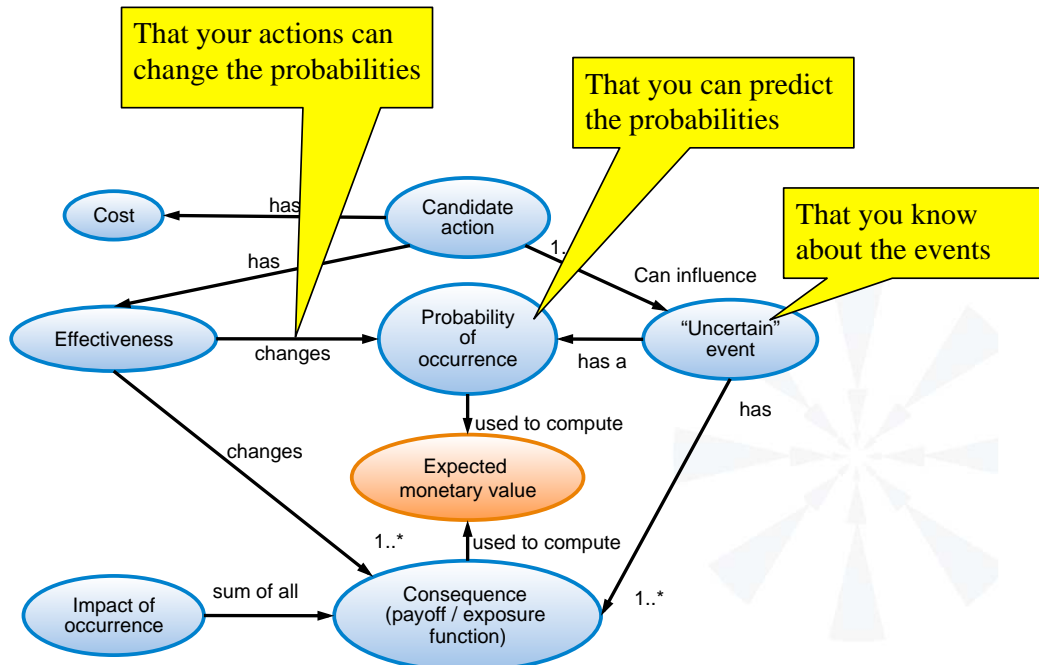 That your actions can
change the probabilities
That you can predict
the probabilities
That you know
about the events
Cost
has
Candidate
action
has
1..
Can influence
Effectiveness
changes
Probability
of
occurrence
has a
“Uncertain”
event
has
used to compute
changes
Expected
monetary value
1..*
used to compute
Impact of
occurrence
sum of all
Consequence
(payoff / exposure
function)
1..*